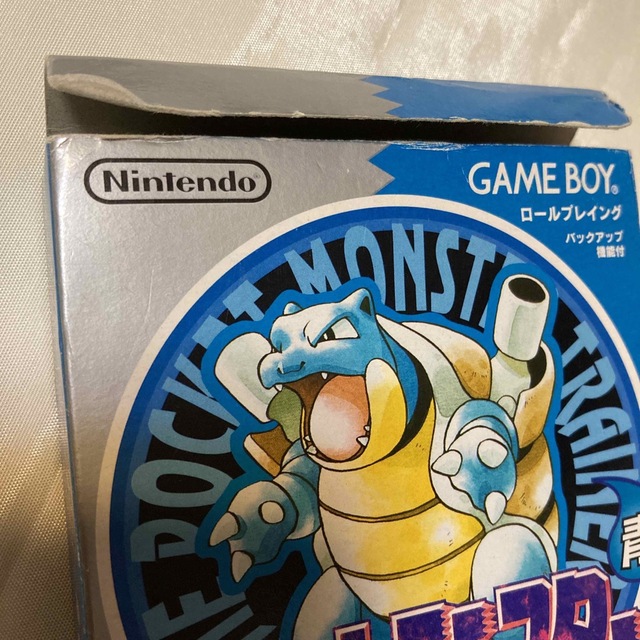 Nintendo®
GAME BOY®
ロールプレイング
バックアップ
機能付
POCKET MONSTER TRAINER
青